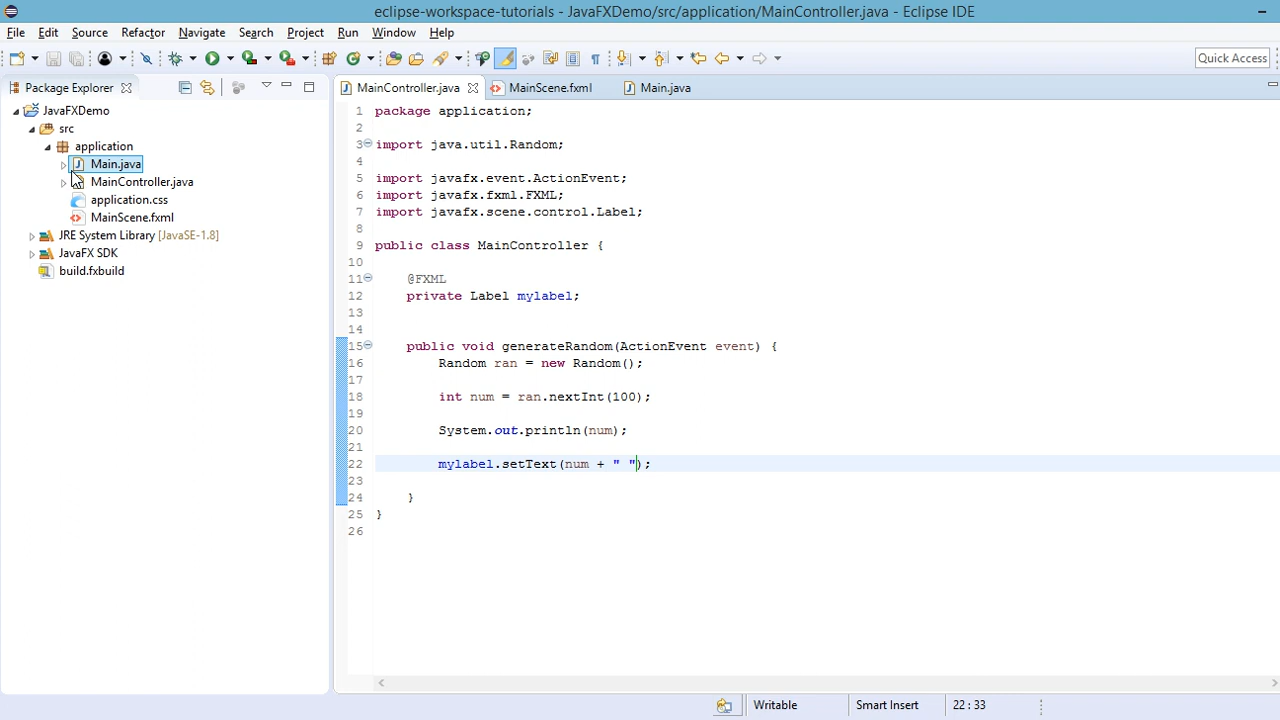 eclipse-workspace-tutorials - JavaFXDemo/src/application/MainController.java - Eclipse IDE
File Edit Source Refactor Navigate Search Project Run Window Help
Quick Access
Package Explorer
JavaFXDemo
src
application
Main.java
MainController.java
application.css
MainScene.fxml
JRE System Library [JavaSE-1.8]
JavaFX SDK
build.fxbuild
MainController.java MainScene.fxml Main.java
1 package application;
2
3 import java.util.Random;
4
5 import javafx.event.ActionEvent;
6 import javafx.fxml.FXML;
7 import javafx.scene.control.Label;
8
9 public class MainController {
10
11 @FXML
12 private Label mylabel;
13
14
15 public void generateRandom(ActionEvent event) {
16 Random ran = new Random();
17
18 int num = ran.nextInt(100);
19
20 System.out.println(num);
21
22 mylabel.setText(num + " ");
23
24 }
25 }
26
Writable Smart Insert 22 : 33